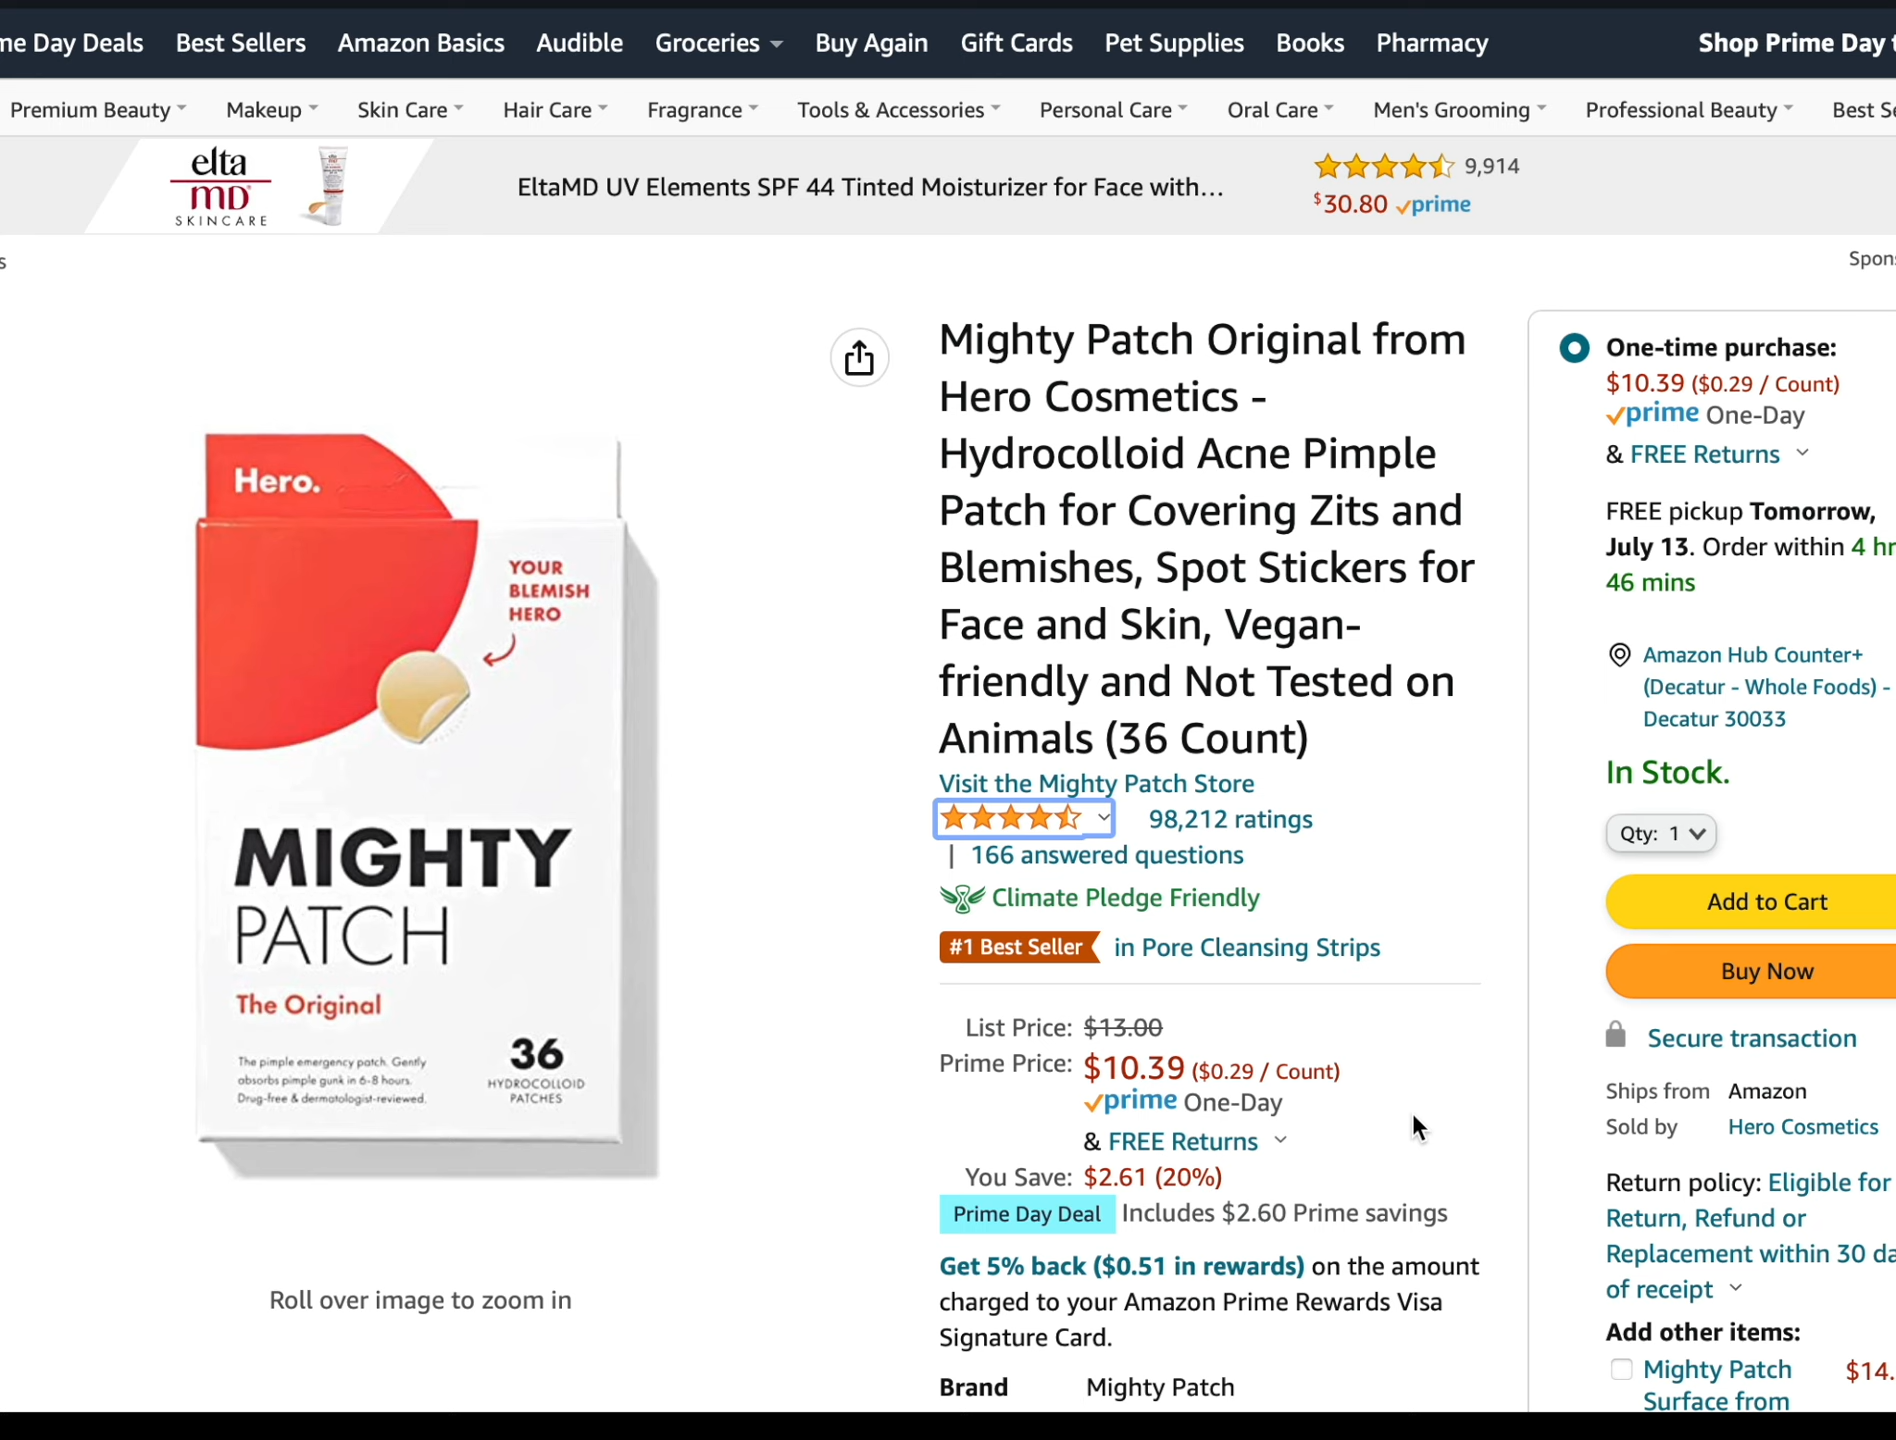 me Day Deals Best Sellers Amazon Basics Audible Groceries Buy Again Gift Cards Pet Supplies Books Pharmacy Shop Prime Day
Premium Beauty Makeup Skin Care Hair Care Fragrance Tools & Accessories Personal Care Oral Care Men's Grooming Professional Beauty Best Se
elta
MD
SKINCARE
EltaMD UV Elements SPF 44 Tinted Moisturizer for Face with...
9,914
$30.80 prime
s
Spons
Hero.
YOUR
BLEMISH
HERO
MIGHTY
PATCH
The Original
The pimple emergency patch. Gently
absorbs pimple gunk in 6-8 hours.
Drug-free & dermatologist-reviewed.
36
HYDROCOLLOID
PATCHES
Roll over image to zoom in
Mighty Patch Original from
Hero Cosmetics -
Hydrocolloid Acne Pimple
Patch for Covering Zits and
Blemishes, Spot Stickers for
Face and Skin, Vegan-
friendly and Not Tested on
Animals (36 Count)
Visit the Mighty Patch Store
98,212 ratings
| 166 answered questions
Climate Pledge Friendly
#1 Best Seller in Pore Cleansing Strips
List Price: $13.00
Prime Price: $10.39 ($0.29 / Count)
prime One-Day
& FREE Returns
You Save: $2.61 (20%)
Prime Day Deal Includes $2.60 Prime savings
Get 5% back ($0.51 in rewards) on the amount
charged to your Amazon Prime Rewards Visa
Signature Card.
Brand Mighty Patch
One-time purchase:
$10.39 ($0.29 / Count)
prime One-Day
& FREE Returns
FREE pickup Tomorrow,
July 13. Order within 4 hr
46 mins
Amazon Hub Counter+
(Decatur - Whole Foods) -
Decatur 30033
In Stock.
Qty: 1
Add to Cart
Buy Now
Secure transaction
Ships from Amazon
Sold by Hero Cosmetics
Return policy: Eligible for
Return, Refund or
Replacement within 30 da
of receipt
Add other items:
Mighty Patch $14.
Surface from